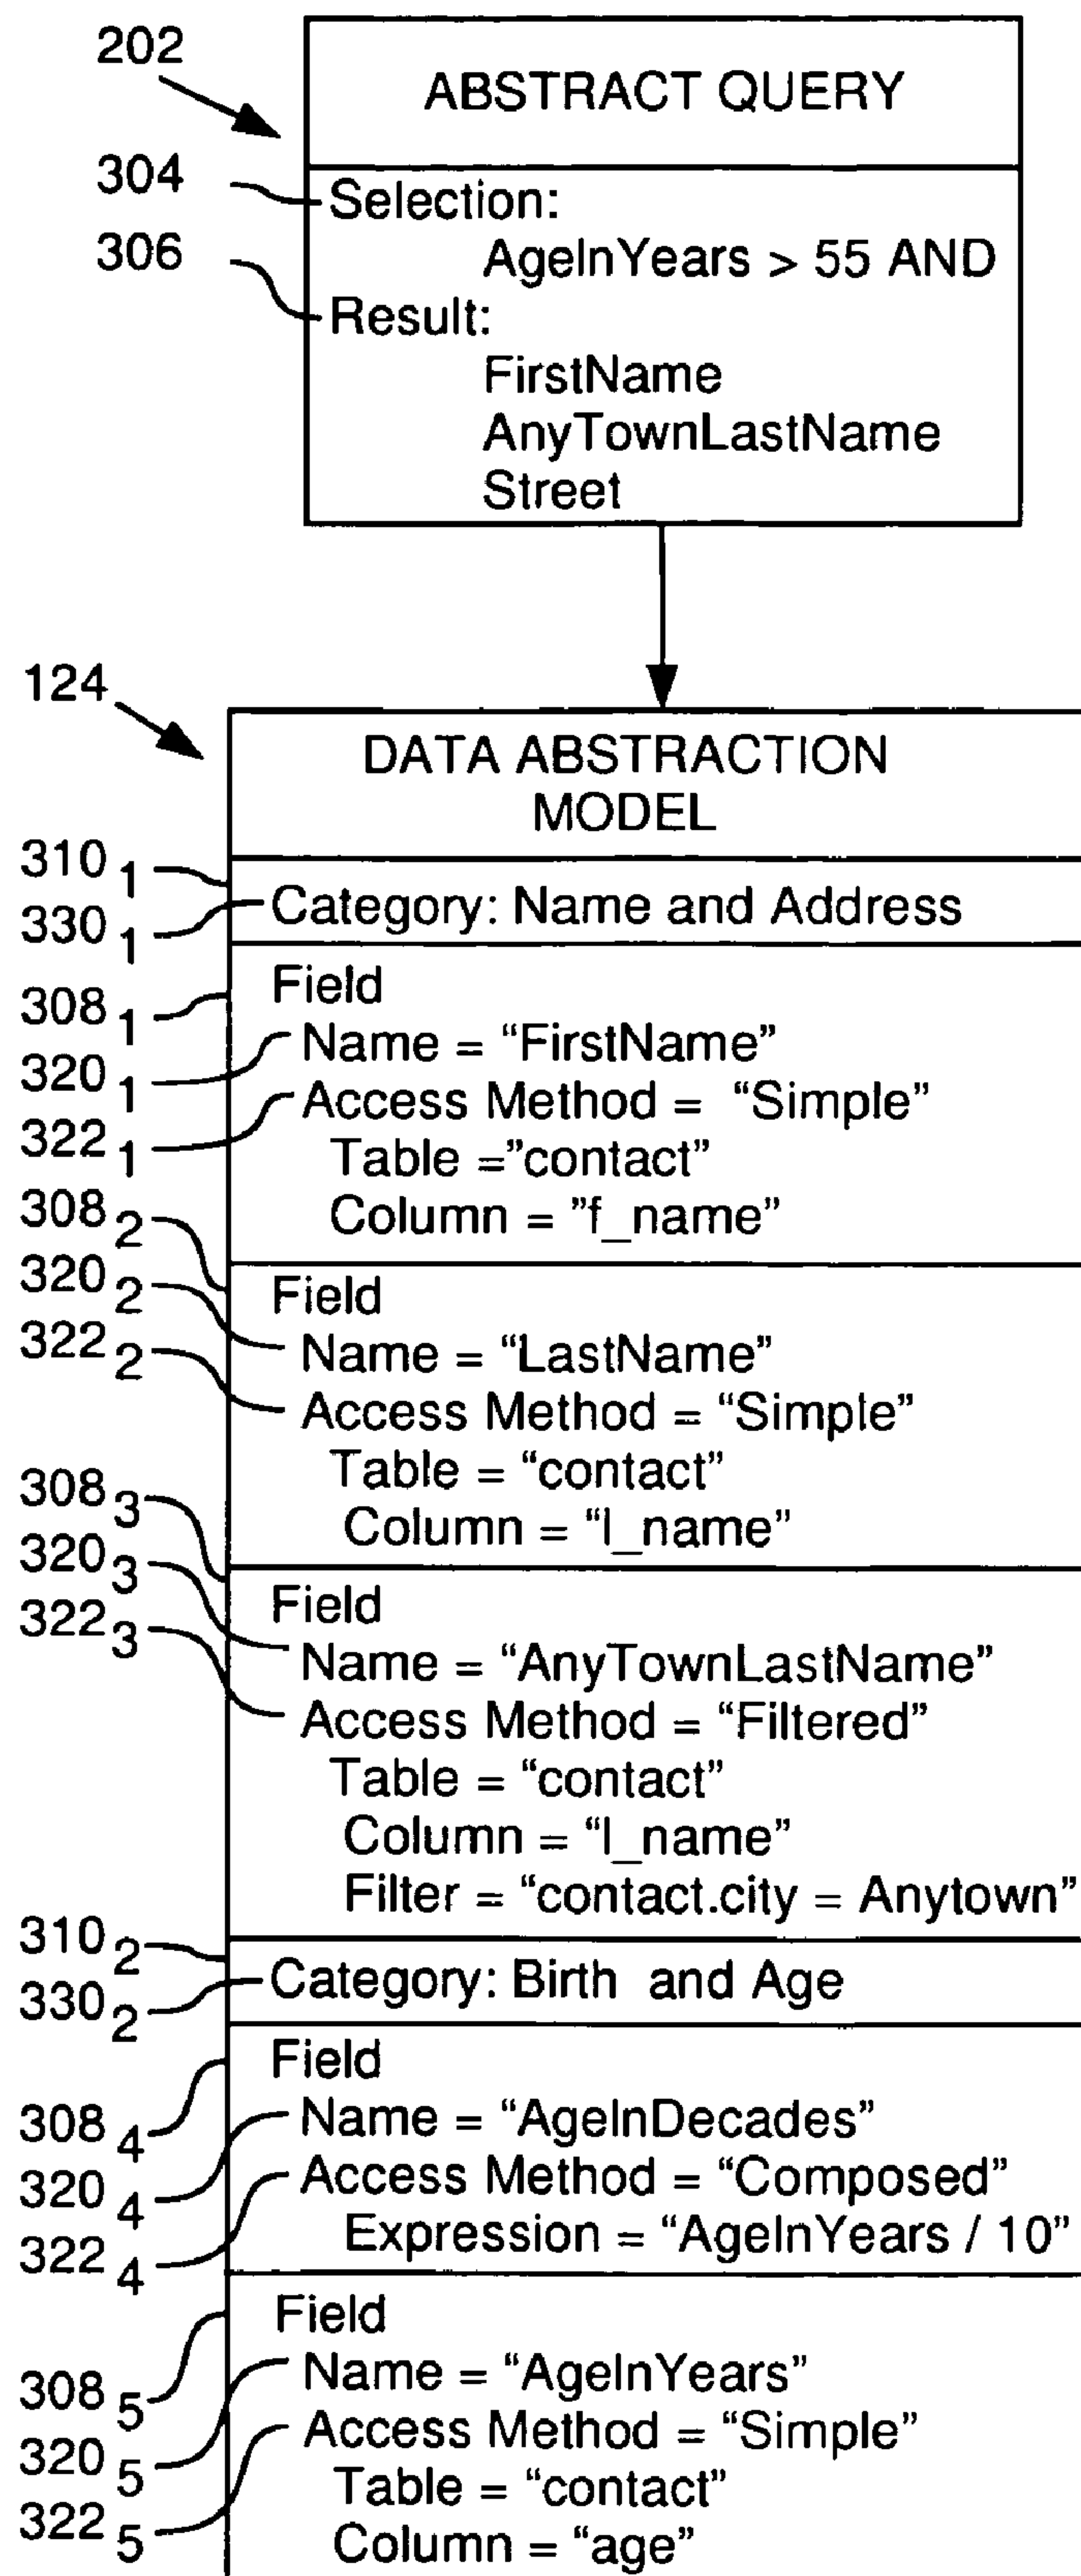 202
ABSTRACT QUERY
304
Selection:
AgeInYears > 55 AND
306
Result:
FirstName
AnyTownLastName
Street
124
DATA ABSTRACTION
MODEL
310 1
330 1
Category: Name and Address
308 1
Field
320 1
Name = “FirstName”
322 1
Access Method = “Simple”
Table =”contact”
Column = ”f_name”
308 2
Field
320 2
Name = “LastName”
322 2
Access Method = “Simple”
Table = “contact”
Column = “l_name”
308 3
Field
320 3
Name = “AnyTownLastName”
322 3
Access Method = “Filtered”
Table = “contact”
Column = “l_name”
Filter = “contact.city = Anytown”
310 2
330 2
Category: Birth and Age
308 4
Field
320 4
Name = “AgeInDecades”
322 4
Access Method = “Composed”
Expression = “AgeInYears / 10”
308 5
Field
320 5
Name = “AgeInYears”
322 5
Access Method = “Simple”
Table = “contact”
Column = “age”